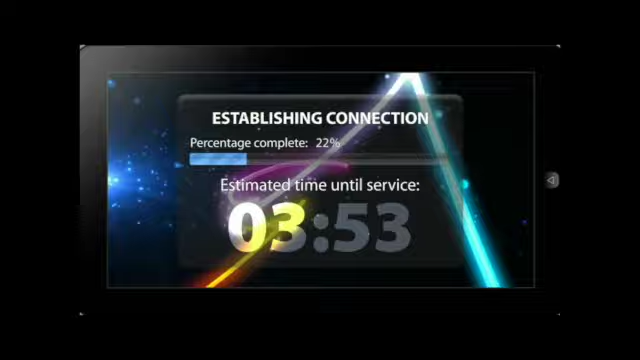 ESTABLISHING CONNECTION
Percentage complete: 22%
Estimated time until service:
03:53